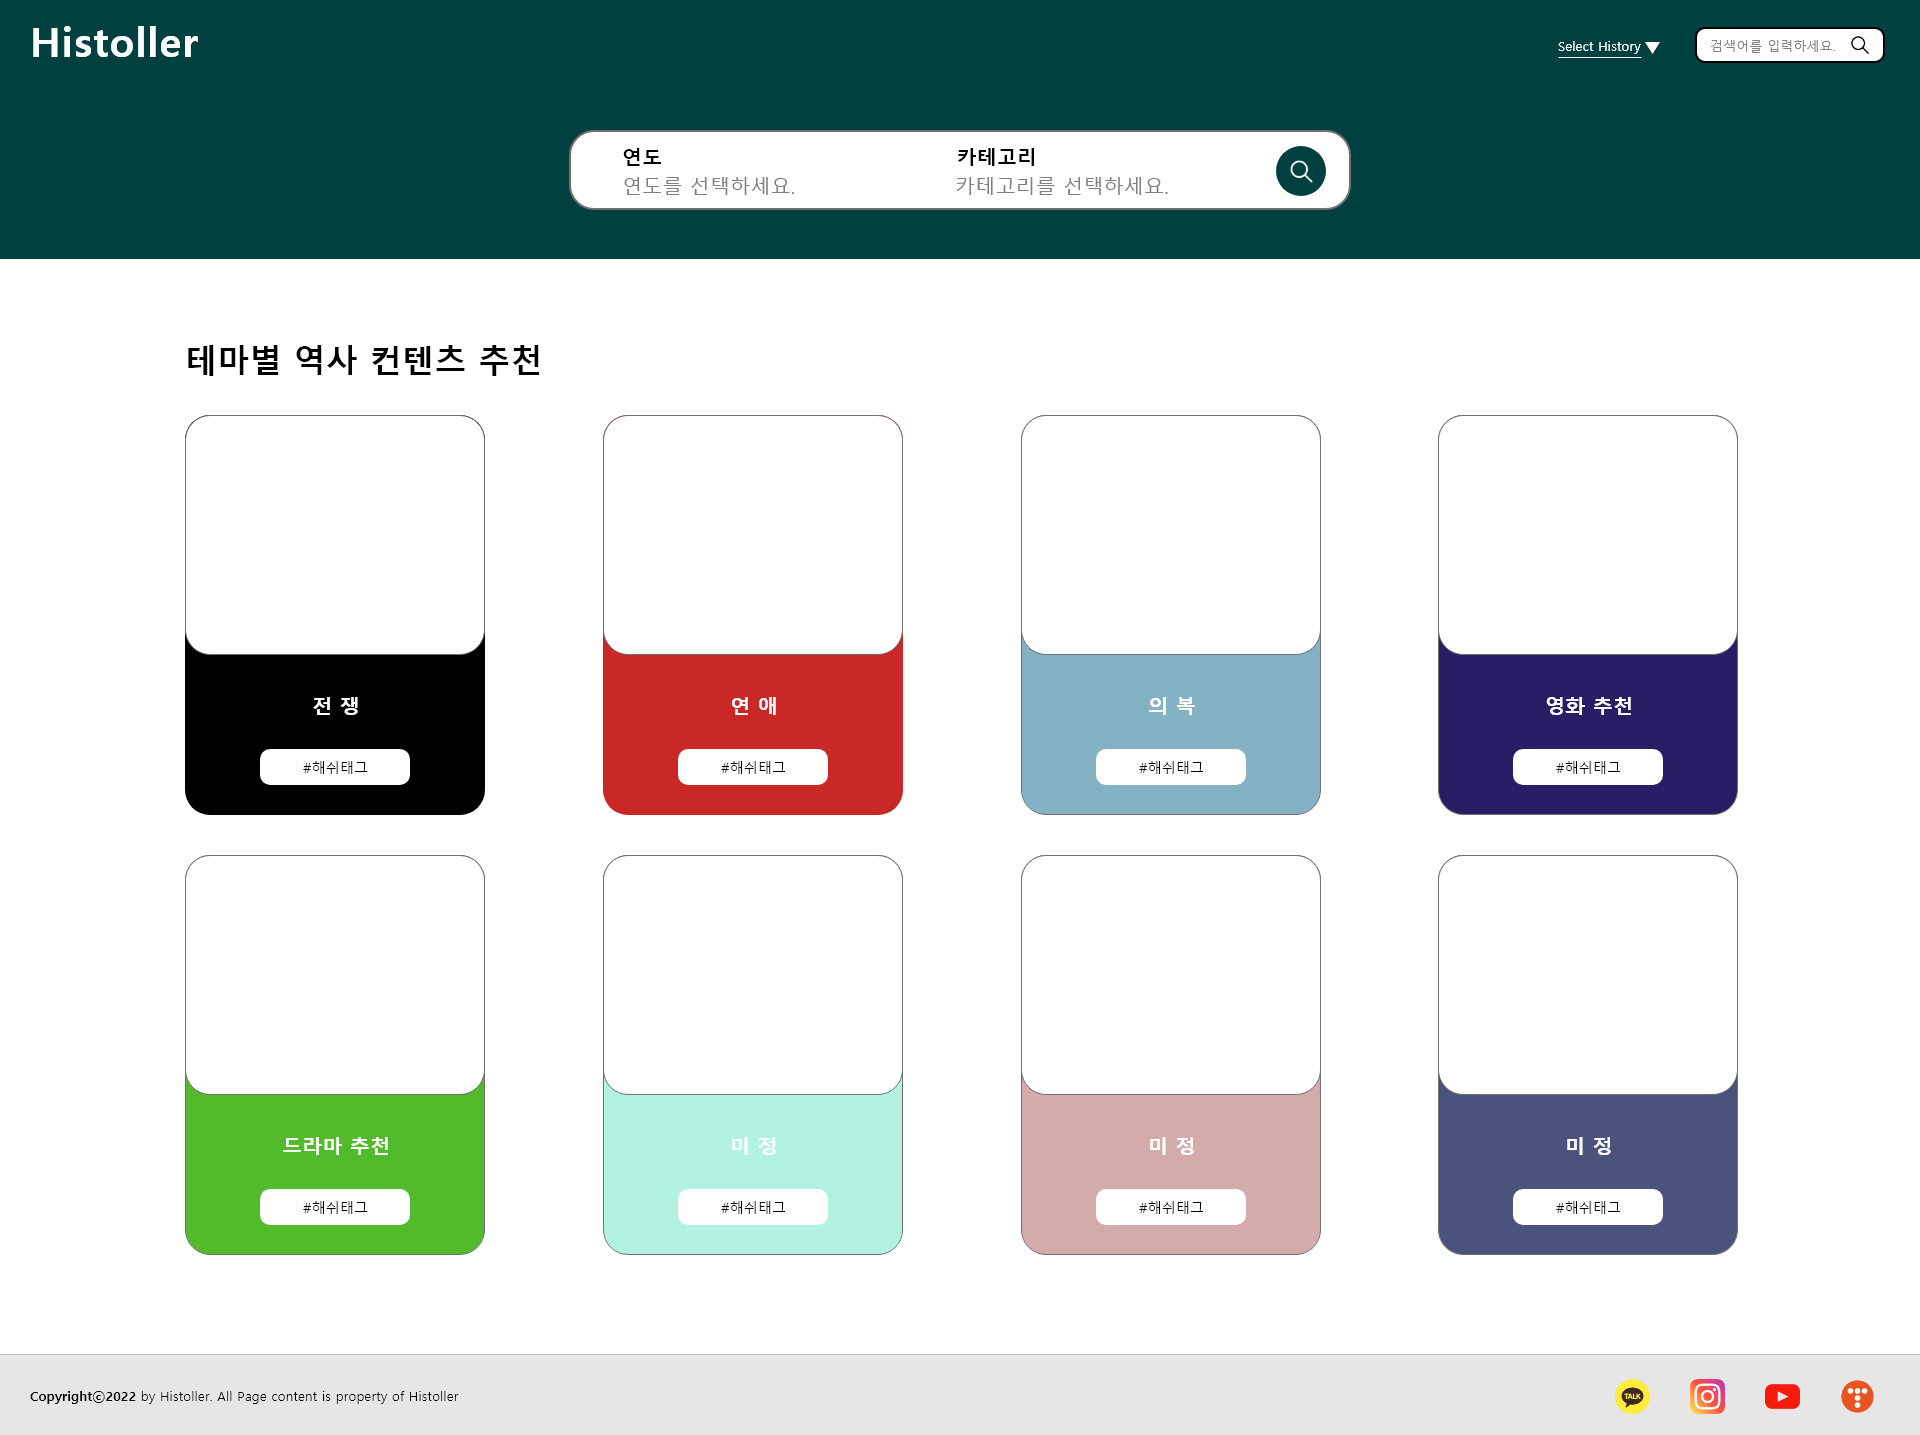 Histoller
Select History ▼
검색어를 입력하세요.
연도
연도를 선택하세요.
카테고리
카테고리를 선택하세요.
테마별 역사 컨텐츠 추천
전 쟁
#해쉬태그
연 애
#해쉬태그
의 복
#해쉬태그
영화 추천
#해쉬태그
드라마 추천
#해쉬태그
미 정
#해쉬태그
미 정
#해쉬태그
미 정
#해쉬태그
Copyrightⓒ2022 by Histoller. All Page content is property of Histoller
TALK